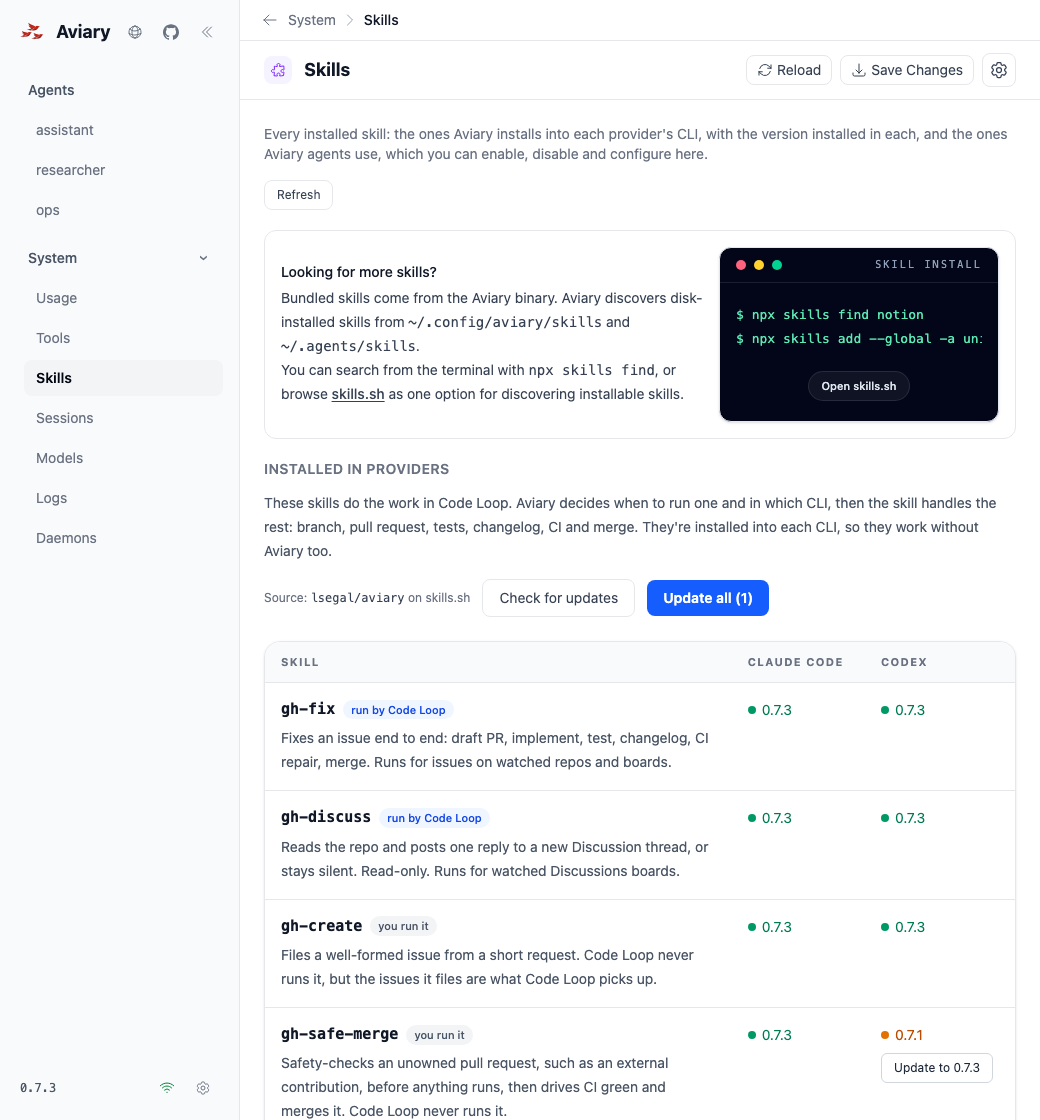 Aviary
Agents
assistant
researcher
ops
System
Usage
Tools
Skills
Sessions
Models
Logs
Daemons
0.7.3
System
Skills
Skills
Reload
Save Changes
Every installed skill: the ones Aviary installs into each provider's CLI, with the version installed in each, and the ones
Aviary agents use, which you can enable, disable and configure here.
Refresh
Looking for more skills?
Bundled skills come from the Aviary binary. Aviary discovers disk-
installed skills from ~/.config/aviary/skills and
~/.agents/skills.
You can search from the terminal with npx skills find, or
browse skills.sh as one option for discovering installable skills.
SKILL INSTALL
$ npx skills find notion
$ npx skills add --global -a
Open skills.sh
INSTALLED IN PROVIDERS
These skills do the work in Code Loop. Aviary decides when to run one and in which CLI, then the skill handles the
rest: branch, pull request, tests, changelog, CI and merge. They're installed into each CLI, so they work without
Aviary too.
Source: lsegal/aviary on skills.sh
Check for updates
Update all (1)
SKILL CLAUDE CODE CODEX
gh-fix run by Code Loop 0.7.3 0.7.3
Fixes an issue end to end: draft PR, implement, test, changelog, CI
repair, merge. Runs for issues on watched repos and boards.
gh-discuss run by Code Loop 0.7.3 0.7.3
Reads the repo and posts one reply to a new Discussion thread, or
stays silent. Read-only. Runs for watched Discussions boards.
gh-create you run it 0.7.3 0.7.3
Files a well-formed issue from a short request. Code Loop never
runs it, but the issues it files are what Code Loop picks up.
gh-safe-merge you run it 0.7.3 0.7.1
Update to 0.7.3
Safety-checks an unowned pull request, such as an external
contribution, before anything runs, then drives CI green and
merges it. Code Loop never runs it.